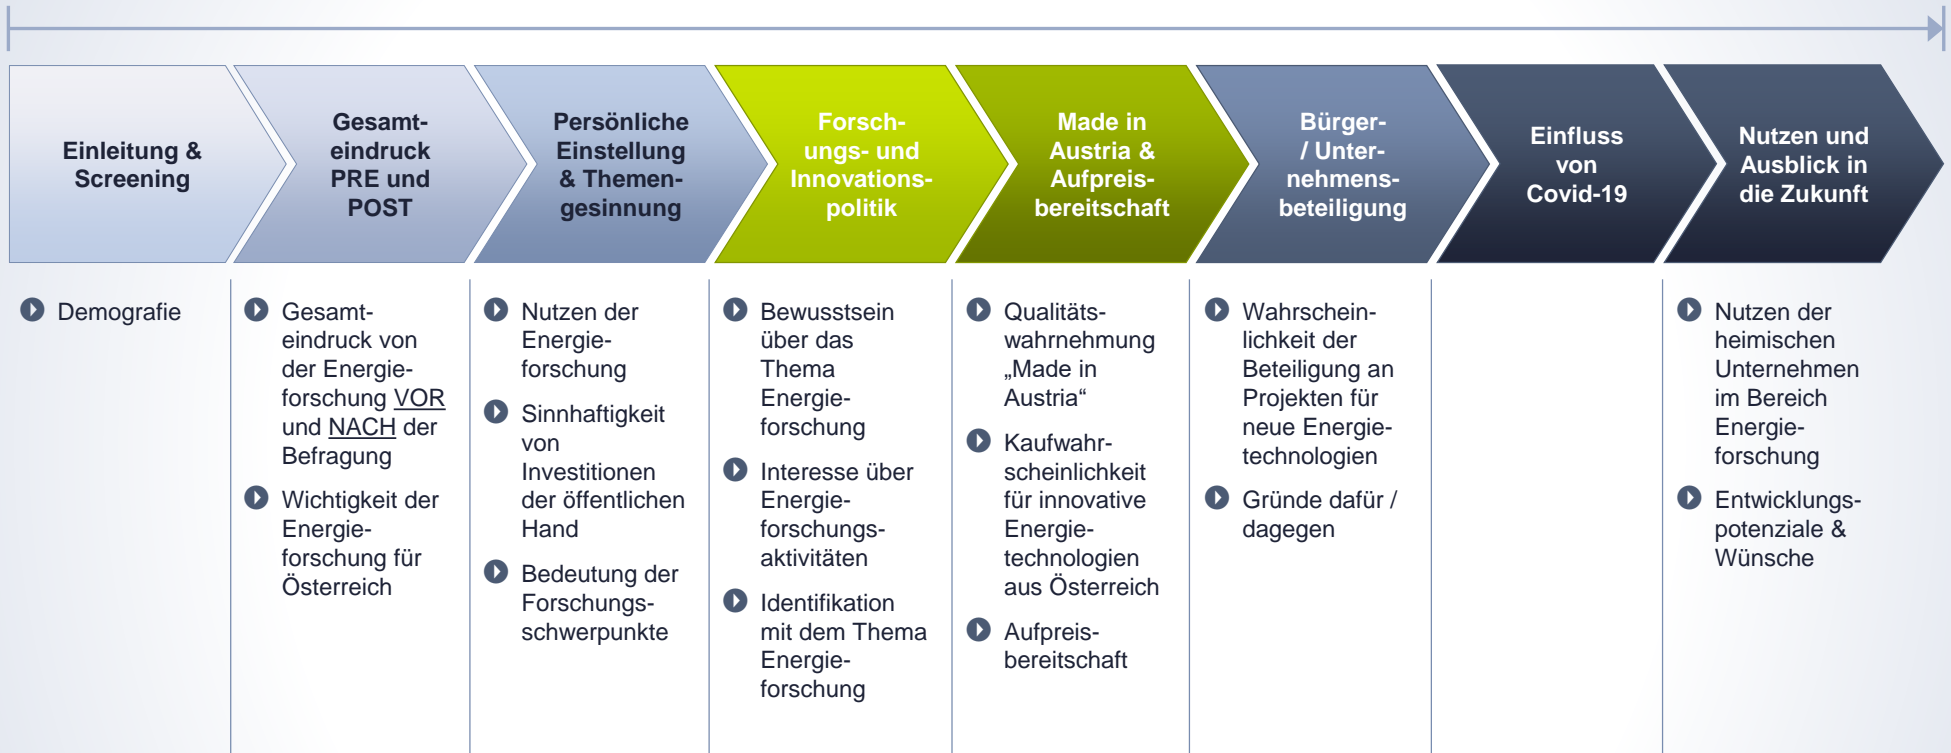 Einleitung &
Screening
Gesamt-
eindruck
PRE und
POST
Persönliche
Einstellung
& Themen-
gesinnung
Forsch-
ungs- und
Innovations-
politik
Made in
Austria &
Aufpreis-
bereitschaft
Bürger-
/ Unter-
nehmens-
beteiligung
Einfluss
von
Covid-19
Nutzen und
Ausblick in
die Zukunft
Demografie
Gesamt-
eindruck von
der Energie-
forschung VOR
und NACH der
Befragung
Wichtigkeit der
Energie-
forschung für
Österreich
Nutzen der
Energie-
forschung
Sinnhaftigkeit
von
Investitionen
der öffentlichen
Hand
Bedeutung der
Forschungs-
schwerpunkte
Bewusstsein
über das
Thema
Energie-
forschung
Interesse über
Energie-
forschungs-
aktivitäten
Identifikation
mit dem Thema
Energie-
forschung
Qualitäts-
wahrnehmung
„Made in
Austria“
Kaufwahr-
scheinlichkeit
für innovative
Energie-
technologien
aus Österreich
Aufpreis-
bereitschaft
Wahrschein-
lichkeit der
Beteiligung an
Projekten für
neue Energie-
technologien
Gründe dafür /
dagegen
Nutzen der
heimischen
Unternehmen
im Bereich
Energie-
forschung
Entwicklungs-
potenziale &
Wünsche